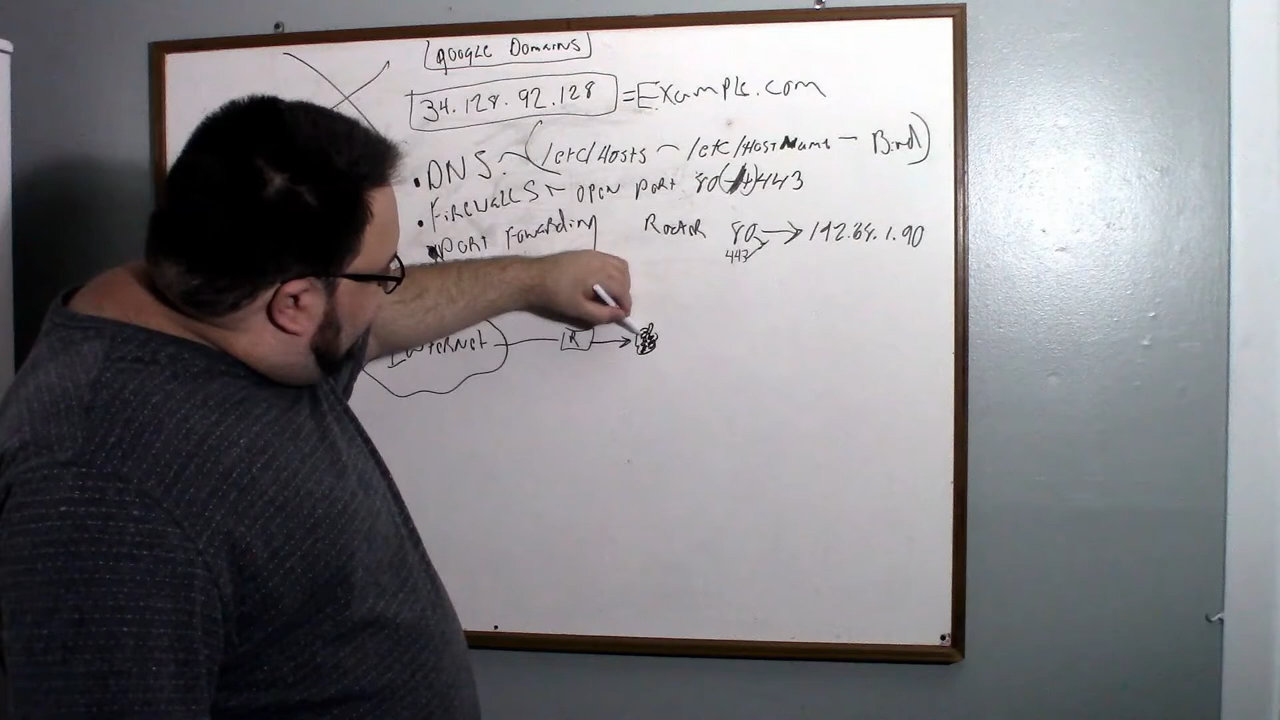 google Domains
34.128.92.128 = Example.com
• DNS ~ (/etc/Hosts ~ /etc/HostName - Bind)
• Firewalls ~ open port 80 (+) 443
Port Forwarding Rooter 80 → 192.68.1.90
443
Internet R